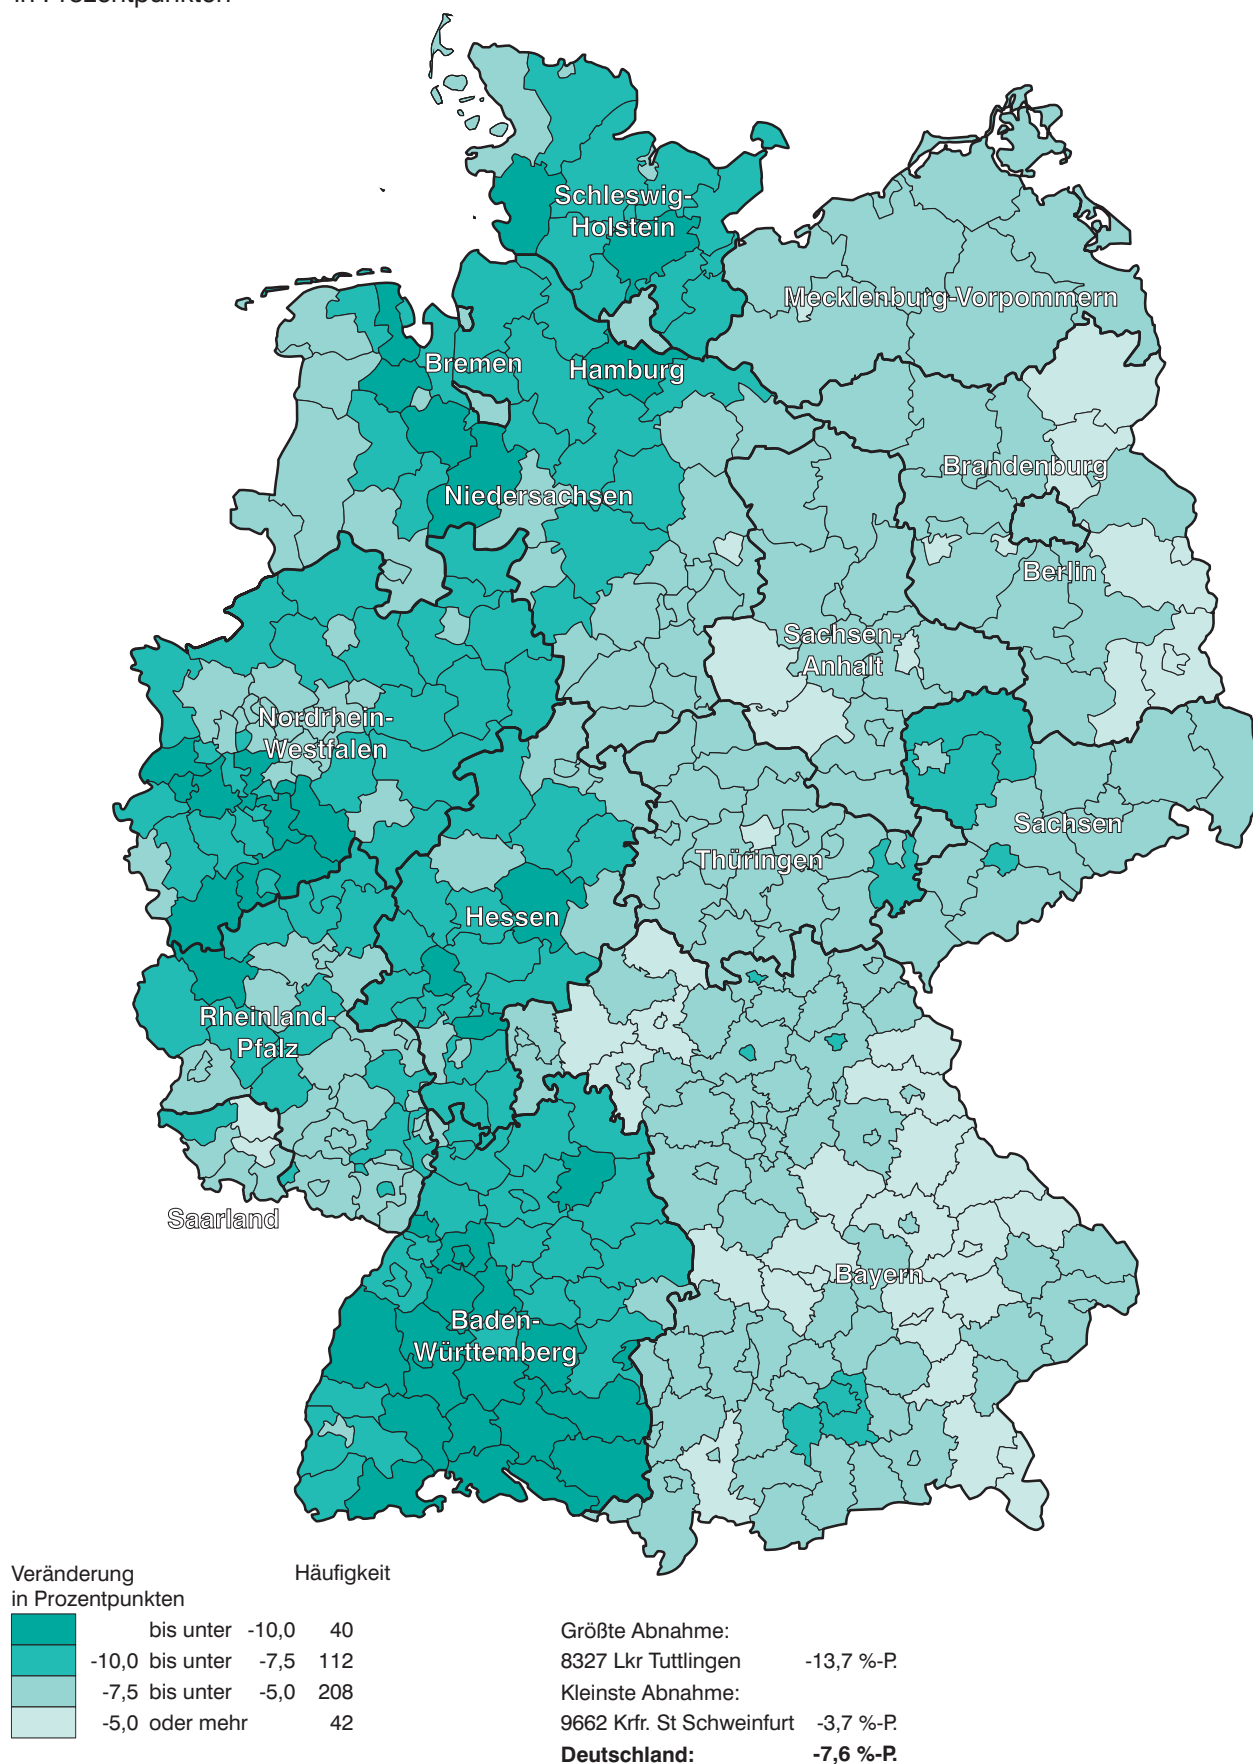 in Prozentpunkten
Schleswig-
Holstein
Mecklenburg-Vorpommern
Bremen
Hamburg
Brandenburg
Niedersachsen
Berlin
Sachsen-
Anhalt
Nordrhein-
Westfalen
Sachsen
Thüringen
Hessen
Rheinland-
Pfalz
Saarland
Bayern
Baden-
Württemberg
Veränderung Häufigkeit
in Prozentpunkten
bis unter -10,0 40
-10,0 bis unter -7,5 112
-7,5 bis unter -5,0 208
-5,0 oder mehr 42
Größte Abnahme:
8327 Lkr Tuttlingen -13,7 %-P.
Kleinste Abnahme:
9662 Krfr. St Schweinfurt -3,7 %-P.
Deutschland: -7,6 %-P.